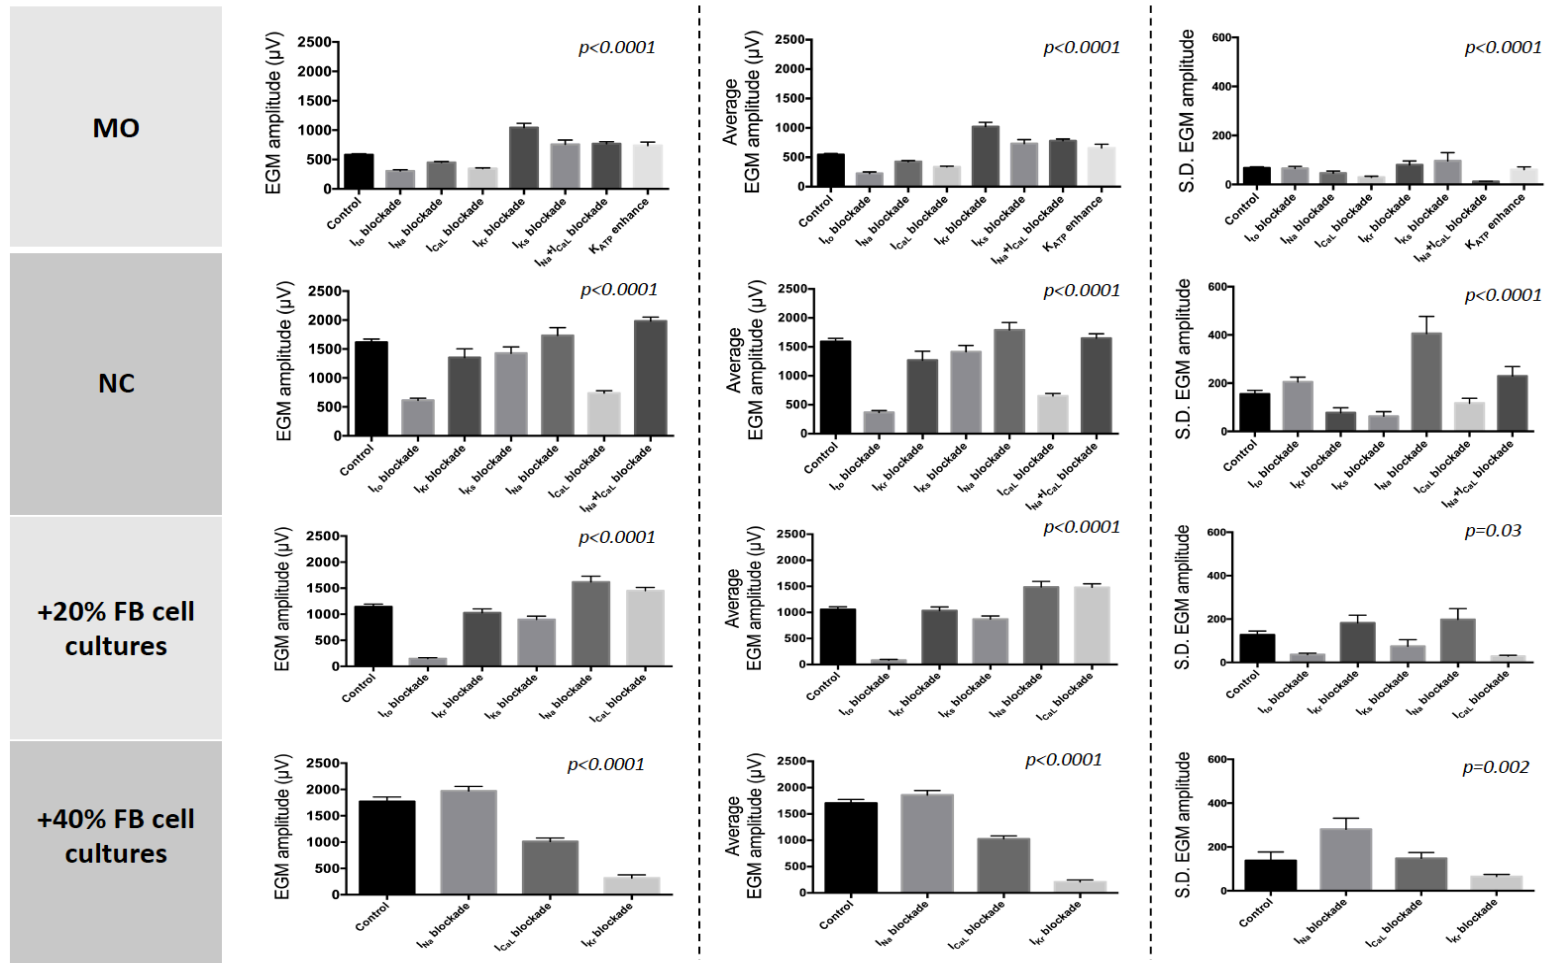 MO
EGM amplitude (µV)
2500
2000
1500
1000
500
0
p<0.0001
Control
Ito blockade
INa blockade
ICaL blockade
IKr blockade
IKs blockade
INa+ICaL blockade
KATP enhance
Average
EGM amplitude (µV)
2500
2000
1500
1000
500
0
p<0.0001
Control
Ito blockade
INa blockade
ICaL blockade
IKr blockade
IKs blockade
INa+ICaL blockade
KATP enhance
S.D. EGM amplitude
600
400
200
0
p<0.0001
Control
Ito blockade
INa blockade
ICaL blockade
IKr blockade
IKs blockade
INa+ICaL blockade
KATP enhance
NC
EGM amplitude (µV)
2500
2000
1500
1000
500
0
p<0.0001
Control
Ito blockade
IKr blockade
IKs blockade
INa blockade
ICaL blockade
INa+ICaL blockade
Average
EGM amplitude (µV)
2500
2000
1500
1000
500
0
p<0.0001
Control
Ito blockade
IKr blockade
IKs blockade
INa blockade
ICaL blockade
INa+ICaL blockade
S.D. EGM amplitude
600
400
200
0
p<0.0001
Control
Ito blockade
IKr blockade
IKs blockade
INa blockade
ICaL blockade
INa+ICaL blockade
+20% FB cell
cultures
EGM amplitude (µV)
2500
2000
1500
1000
500
0
p<0.0001
Control
Ito blockade
IKr blockade
IKs blockade
INa blockade
ICaL blockade
Average
EGM amplitude (µV)
2500
2000
1500
1000
500
0
p<0.0001
Control
Ito blockade
IKr blockade
IKs blockade
INa blockade
ICaL blockade
S.D. EGM amplitude
600
400
200
0
p=0.03
Control
Ito blockade
IKr blockade
IKs blockade
INa blockade
ICaL blockade
+40% FB cell
cultures
EGM amplitude (µV)
2500
2000
1500
1000
500
0
p<0.0001
Control
INa blockade
ICaL blockade
IKr blockade
Average
EGM amplitude (µV)
2500
2000
1500
1000
500
0
p<0.0001
Control
INa blockade
ICaL blockade
IKr blockade
S.D. EGM amplitude
600
400
200
0
p=0.002
Control
INa blockade
ICaL blockade
IKr blockade